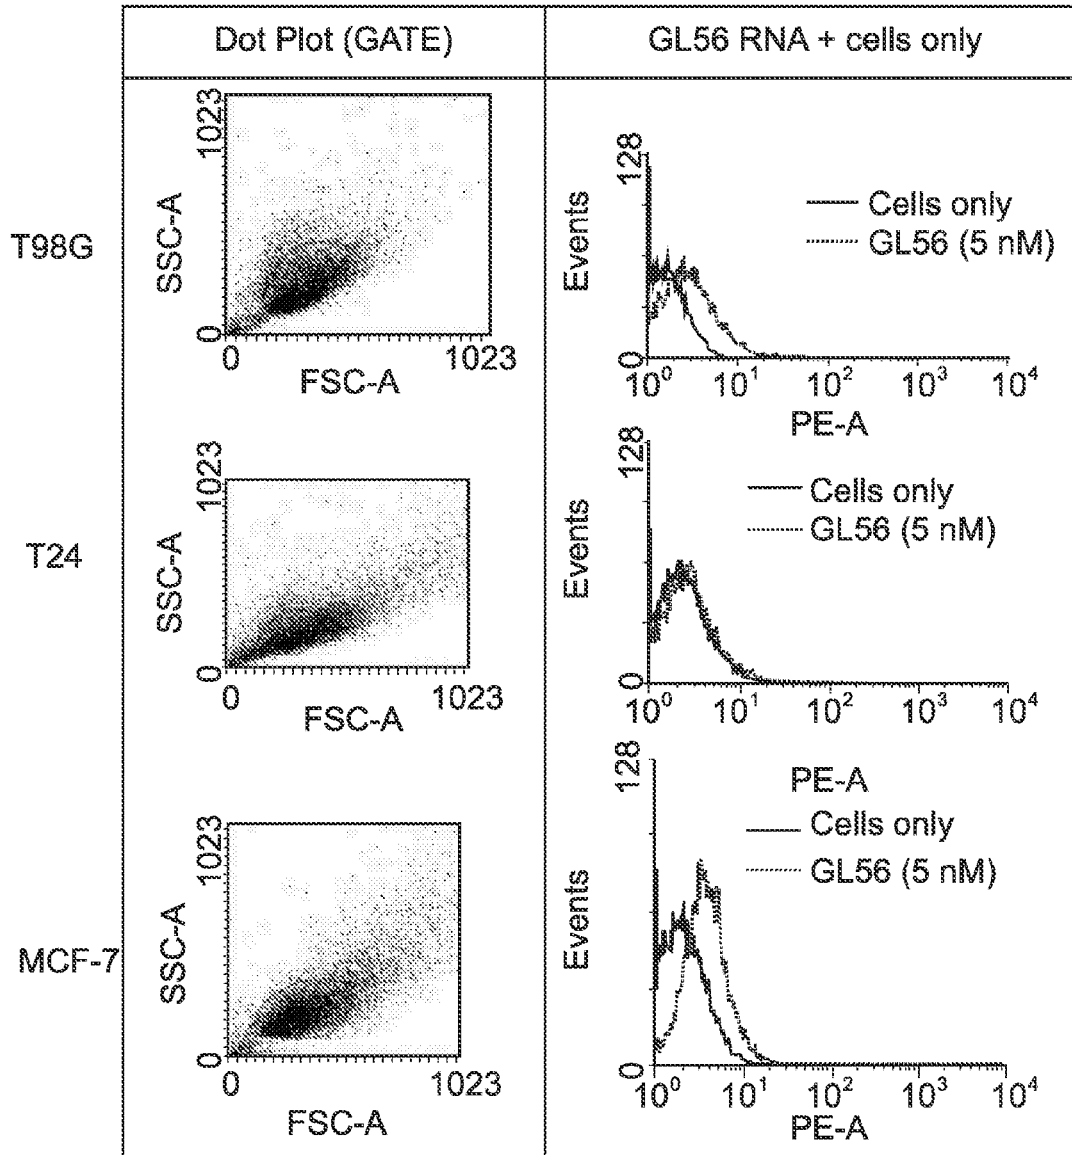 Dot Plot (GATE)
GL56 RNA + cells only
T98G
1023
SSC-A
0
0
1023
FSC-A
128
Events
0
Cells only
GL56 (5 nM)
10^0 10^1 10^2 10^3 10^4
PE-A
T24
1023
SSC-A
0
0
1023
FSC-A
128
Events
0
Cells only
GL56 (5 nM)
10^0 10^1 10^2 10^3 10^4
PE-A
MCF-7
1023
SSC-A
0
0
1023
FSC-A
128
Events
0
Cells only
GL56 (5 nM)
10^0 10^1 10^2 10^3 10^4
PE-A